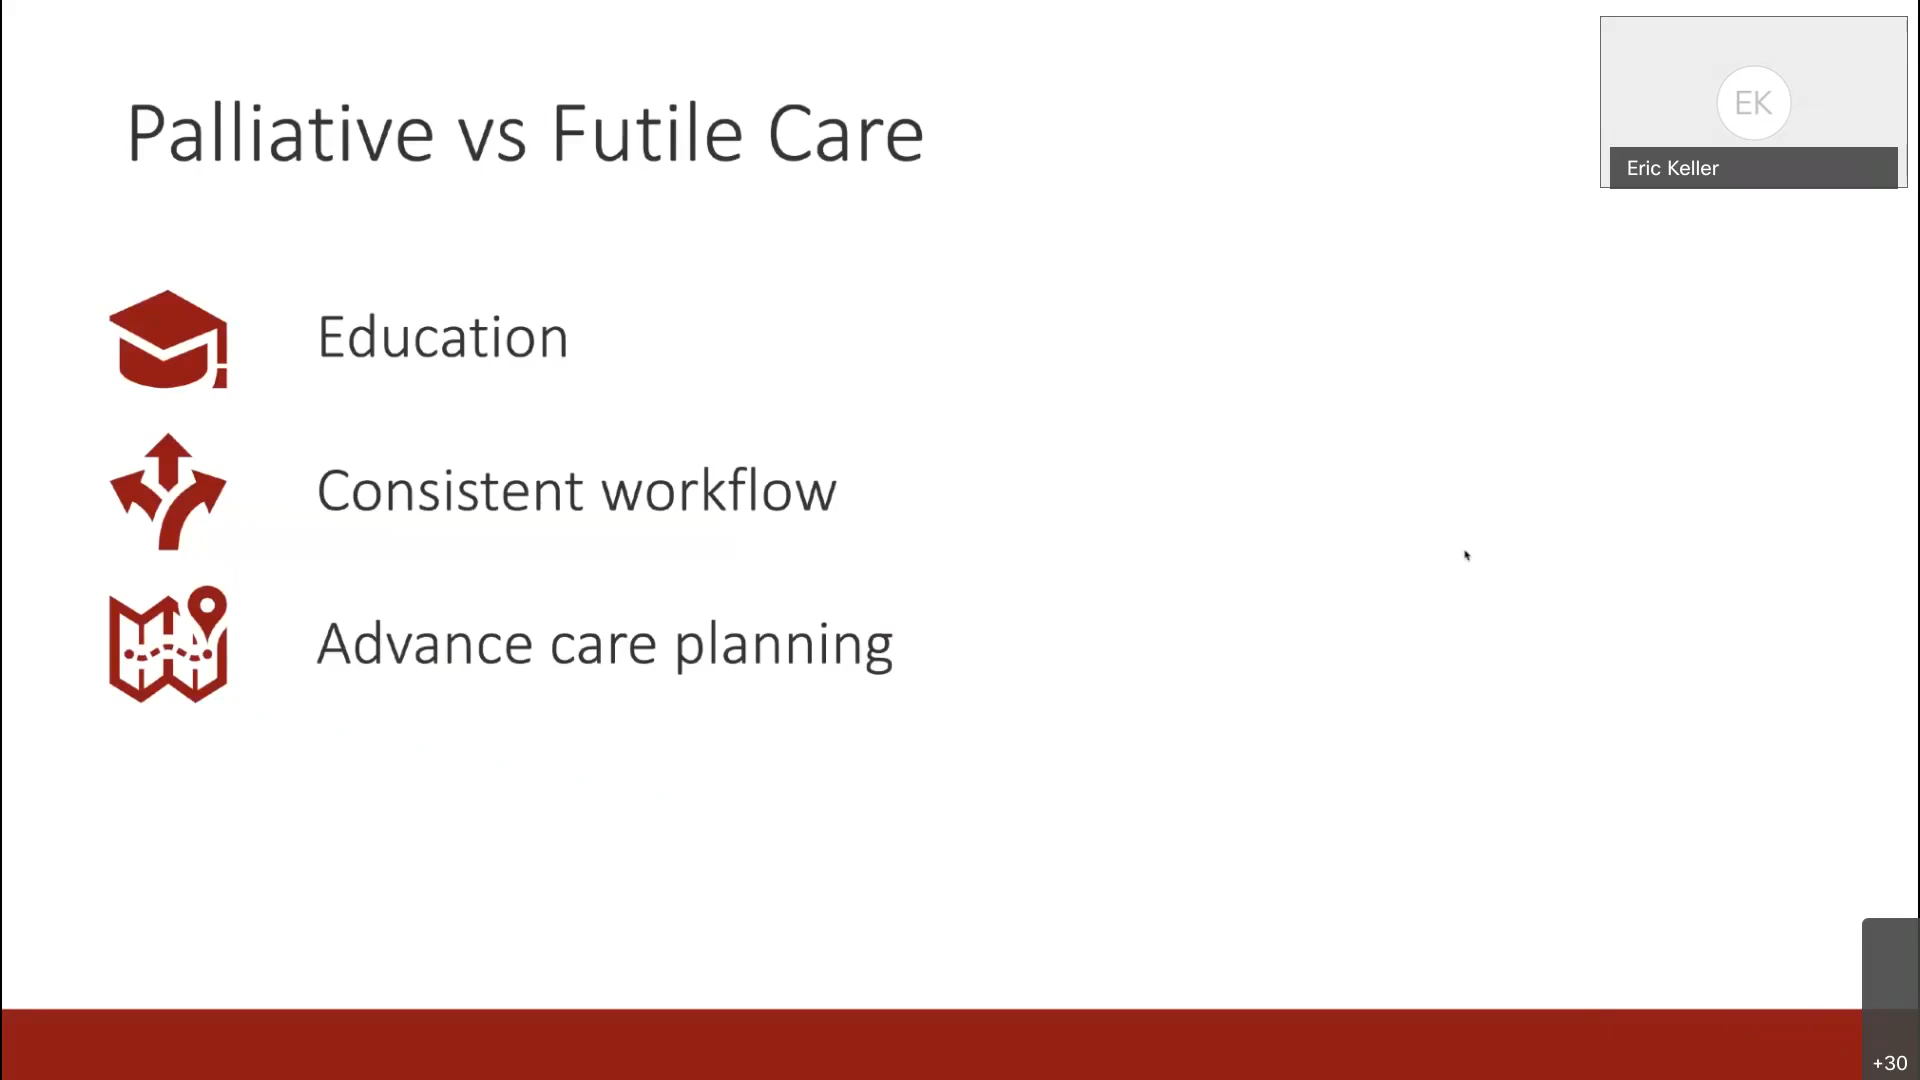 Palliative vs Futile Care
EK
Eric Keller
Education
Consistent workflow
Advance care planning
+30